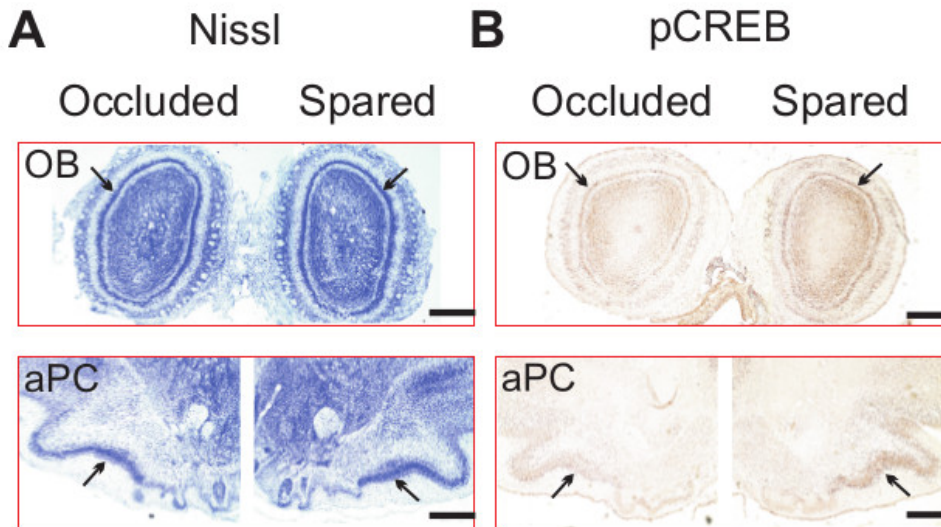 A Nissl
B pCREB
Occluded Spared
Occluded Spared
OB
OB
aPC
aPC